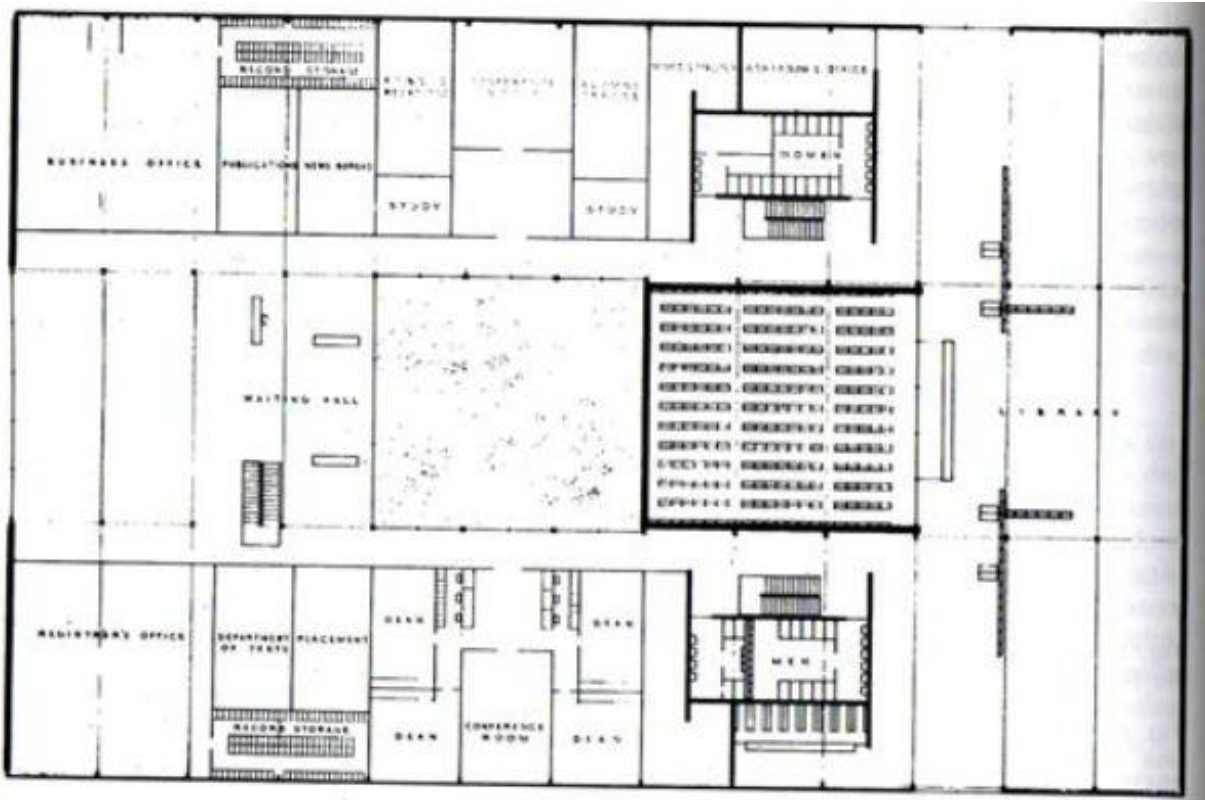 RECORD STORAGE
BUSINESS OFFICE
PUBLICATIONS
NEWS BUREAU
STUDY
STUDY
WOMEN
WAITING HALL
LIBRARY
REGISTRAR'S OFFICE
DEPARTMENT
OF TESTS
PLACEMENT
DEAN
DEAN
MEN
RECORD STORAGE
DEAN
CONFERENCE
ROOM
DEAN